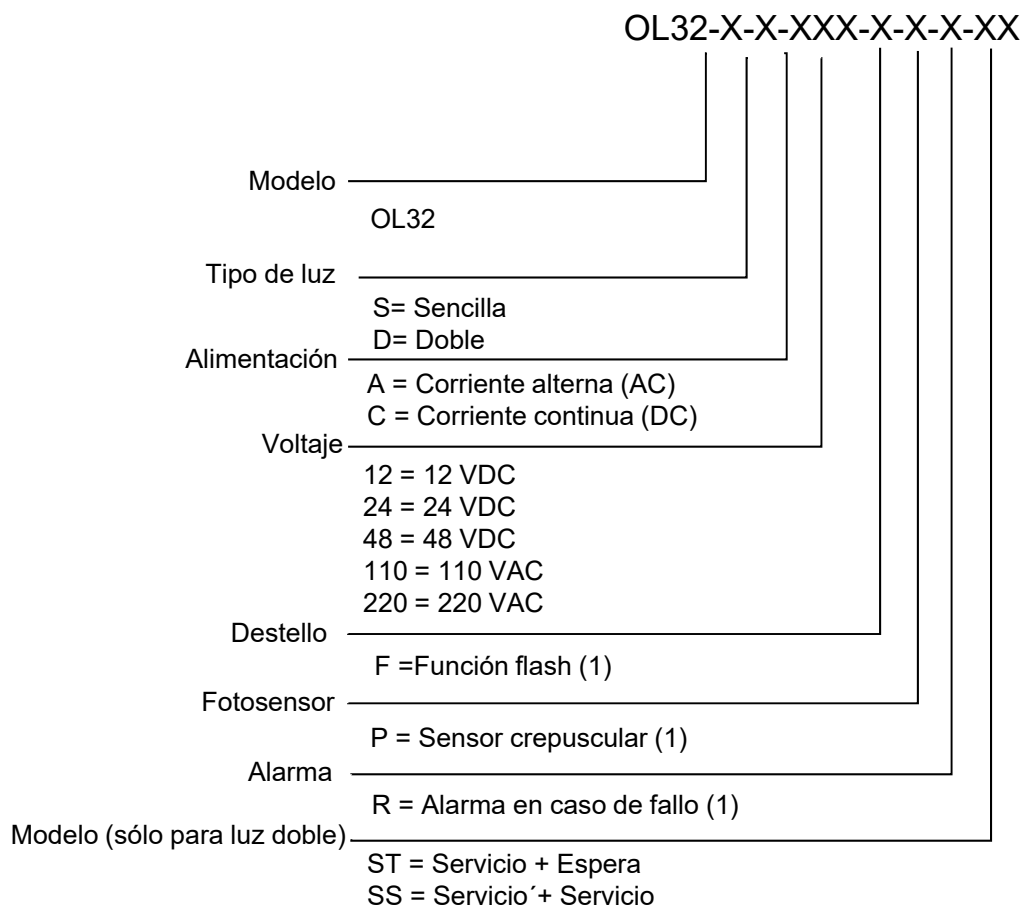 OL32-X-X-XXX-X-X-X-XX
Modelo
OL32
Tipo de luz
S= Sencilla
D= Doble
Alimentación
A = Corriente alterna (AC)
C = Corriente continua (DC)
Voltaje
12 = 12 VDC
24 = 24 VDC
48 = 48 VDC
110 = 110 VAC
220 = 220 VAC
Destello
F =Función flash (1)
Fotosensor
P = Sensor crepuscular (1)
Alarma
R = Alarma en caso de fallo (1)
Modelo (sólo para luz doble)
ST = Servicio + Espera
SS = Servicio´+ Servicio